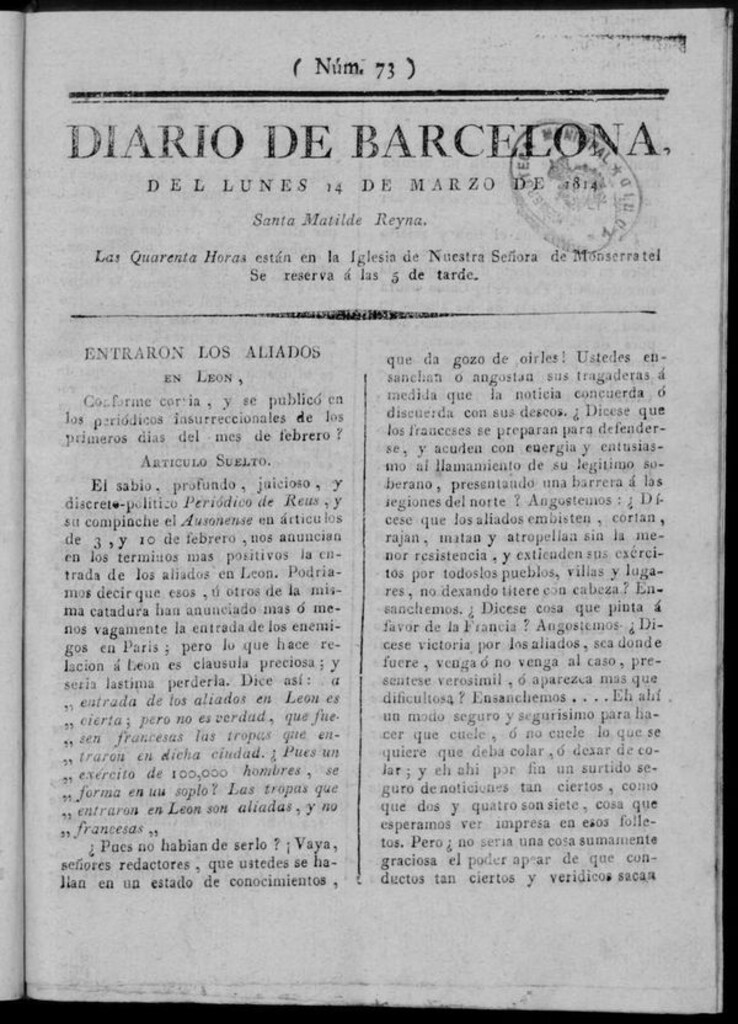 ( Núm. 73 )
DIARIO DE BARCELONA,
DEL LUNES 14 DE MARZO DE 1814
Santa Matilde Reyna.
Las Quarenta Horas están en la Iglesia de Nuestra Señora de Monserratel
Se reserva á las 5 de tarde.
ENTRARON LOS ALIADOS
EN LEON,
Conforme corria, y se publicó en
los periódicos insurreccionales de los
primeros dias del mes de febrero?
ARTICULO SUELTO.
El sabio, profundo, juicioso, y
discreto-político Periódico de Reus, y
su compinche el Ausonense en árticulos
de 3, y 10 de febrero, nos anuncian
en los terminos mas positivos la en-
trada de los aliados en Leon. Podria-
mos decir que esos, ú otros de la mis-
ma catadura han anunciado mas ó me-
nos vagamente la entrada de los enemi-
gos en Paris; pero lo que hace re-
lacion á Leon es clausula preciosa; y
seria lastima perderla. Dice así: a
„ entrada de los aliados en Leon es
„ cierta; pero no es verdad, que fue-
„ sen francesas las tropas que en-
„ traron en dicha ciudad. ¿Pues un
„ exército de 100,000 hombres, se
„ forma en un soplo? Las tropas que
„ entraron en Leon son aliadas, y no
„ francesas „
¿Pues no habian de serlo? ¡Vaya,
señores redactores, que ustedes se ha-
llan en un estado de conocimientos,
que da gozo de oirles! Ustedes en-
sanchan ó angostan sus tragaderas á
medida que la noticia concuerda ó
discuerda con sus deseos. ¿Dicese que
los franceses se preparan para defender-
se, y acuden con energía y entusias-
mo al llamamiento de su legitimo so-
berano, presentando una barrera á las
legiones del norte? Angostemos: ¿Dí-
cese que los aliados embisten, cortan,
rajan, matan y atropellan sin la me-
nor resistencia, y extienden sus exérci-
tos por todoslos pueblos, villas y luga-
res, no dexando títere con cabeza? En-
sanchemos. ¿Dicese cosa que pinta á
favor de la Francia? Angostemos. ¿Di-
cese victoria por los aliados, sea donde
fuere, venga ó no venga al caso, pre-
sentese verosimil, ó aparezca mas que
dificultosa? Ensanchemos . . . . Eh ahí
un modo seguro y segurisimo para ha-
cer que cuele, ó no cuele lo que se
quiere que deba colar, ó dexar de co-
lar; y eh ahi por fin un surtido se-
guro de noticiones tan ciertos, como
que dos y quatro son siete, cosa que
esperamos ver impresa en esos folle-
tos. Pero ¿no seria una cosa sumamente
graciosa el poder apear de que con-
ductos tan ciertos y veridicos sacan